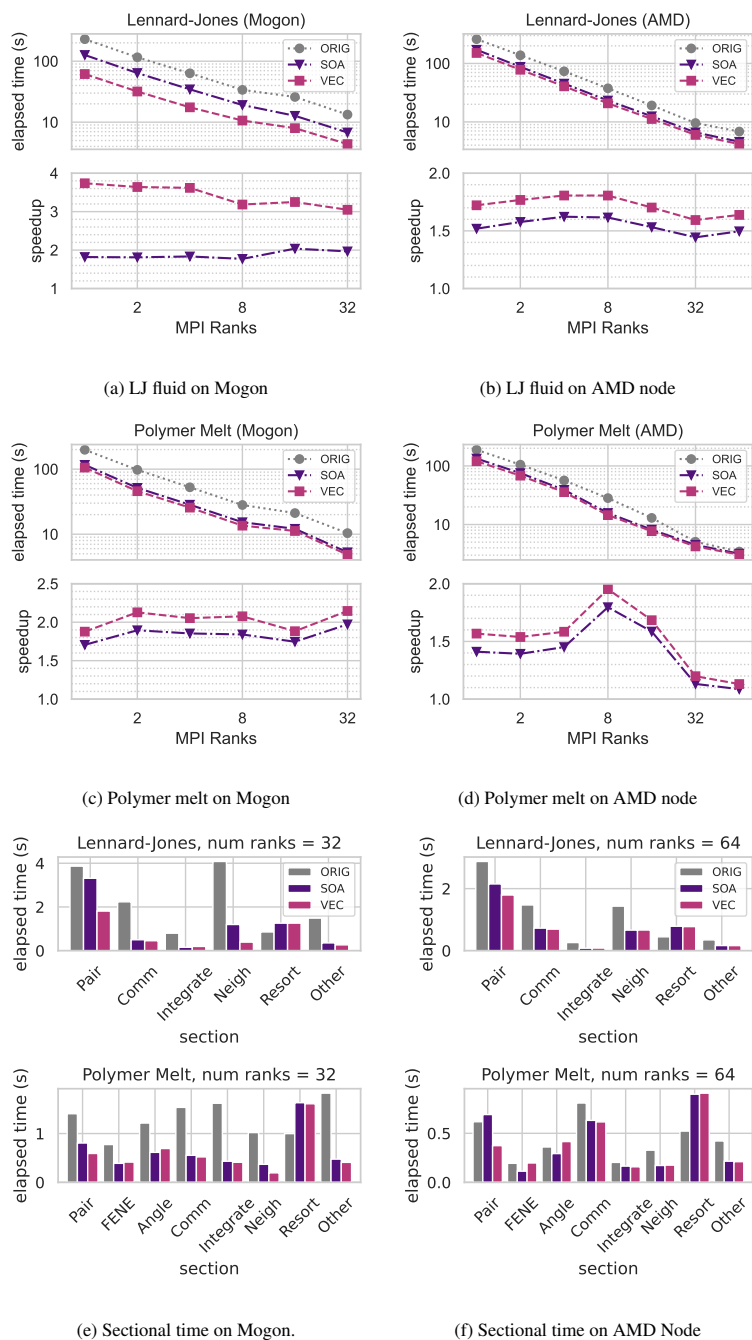 Lennard-Jones (Mogon)
elapsed time (s)
100
10
ORIG
SOA
VEC
speedup
4
3
2
1
2
8
32
MPI Ranks
(a) LJ fluid on Mogon
Lennard-Jones (AMD)
elapsed time (s)
100
10
ORIG
SOA
VEC
speedup
2.0
1.5
1.0
2
8
32
MPI Ranks
(b) LJ fluid on AMD node
Polymer Melt (Mogon)
elapsed time (s)
100
10
ORIG
SOA
VEC
speedup
2.5
2.0
1.5
1.0
2
8
32
MPI Ranks
(c) Polymer melt on Mogon
Polymer Melt (AMD)
elapsed time (s)
100
10
ORIG
SOA
VEC
speedup
2.0
1.5
1.0
2
8
32
MPI Ranks
(d) Polymer melt on AMD node
Lennard-Jones, num ranks = 32
elapsed time (s)
4
2
0
ORIG
SOA
VEC
Pair
Comm
Integrate
Neigh
Resort
Other
section
Polymer Melt, num ranks = 32
elapsed time (s)
1
0
Pair
FENE
Angle
Comm
Integrate
Neigh
Resort
Other
section
(e) Sectional time on Mogon.
Lennard-Jones, num ranks = 64
elapsed time (s)
2
0
ORIG
SOA
VEC
Pair
Comm
Integrate
Neigh
Resort
Other
section
Polymer Melt, num ranks = 64
elapsed time (s)
0.5
0.0
Pair
FENE
Angle
Comm
Integrate
Neigh
Resort
Other
section
(f) Sectional time on AMD Node